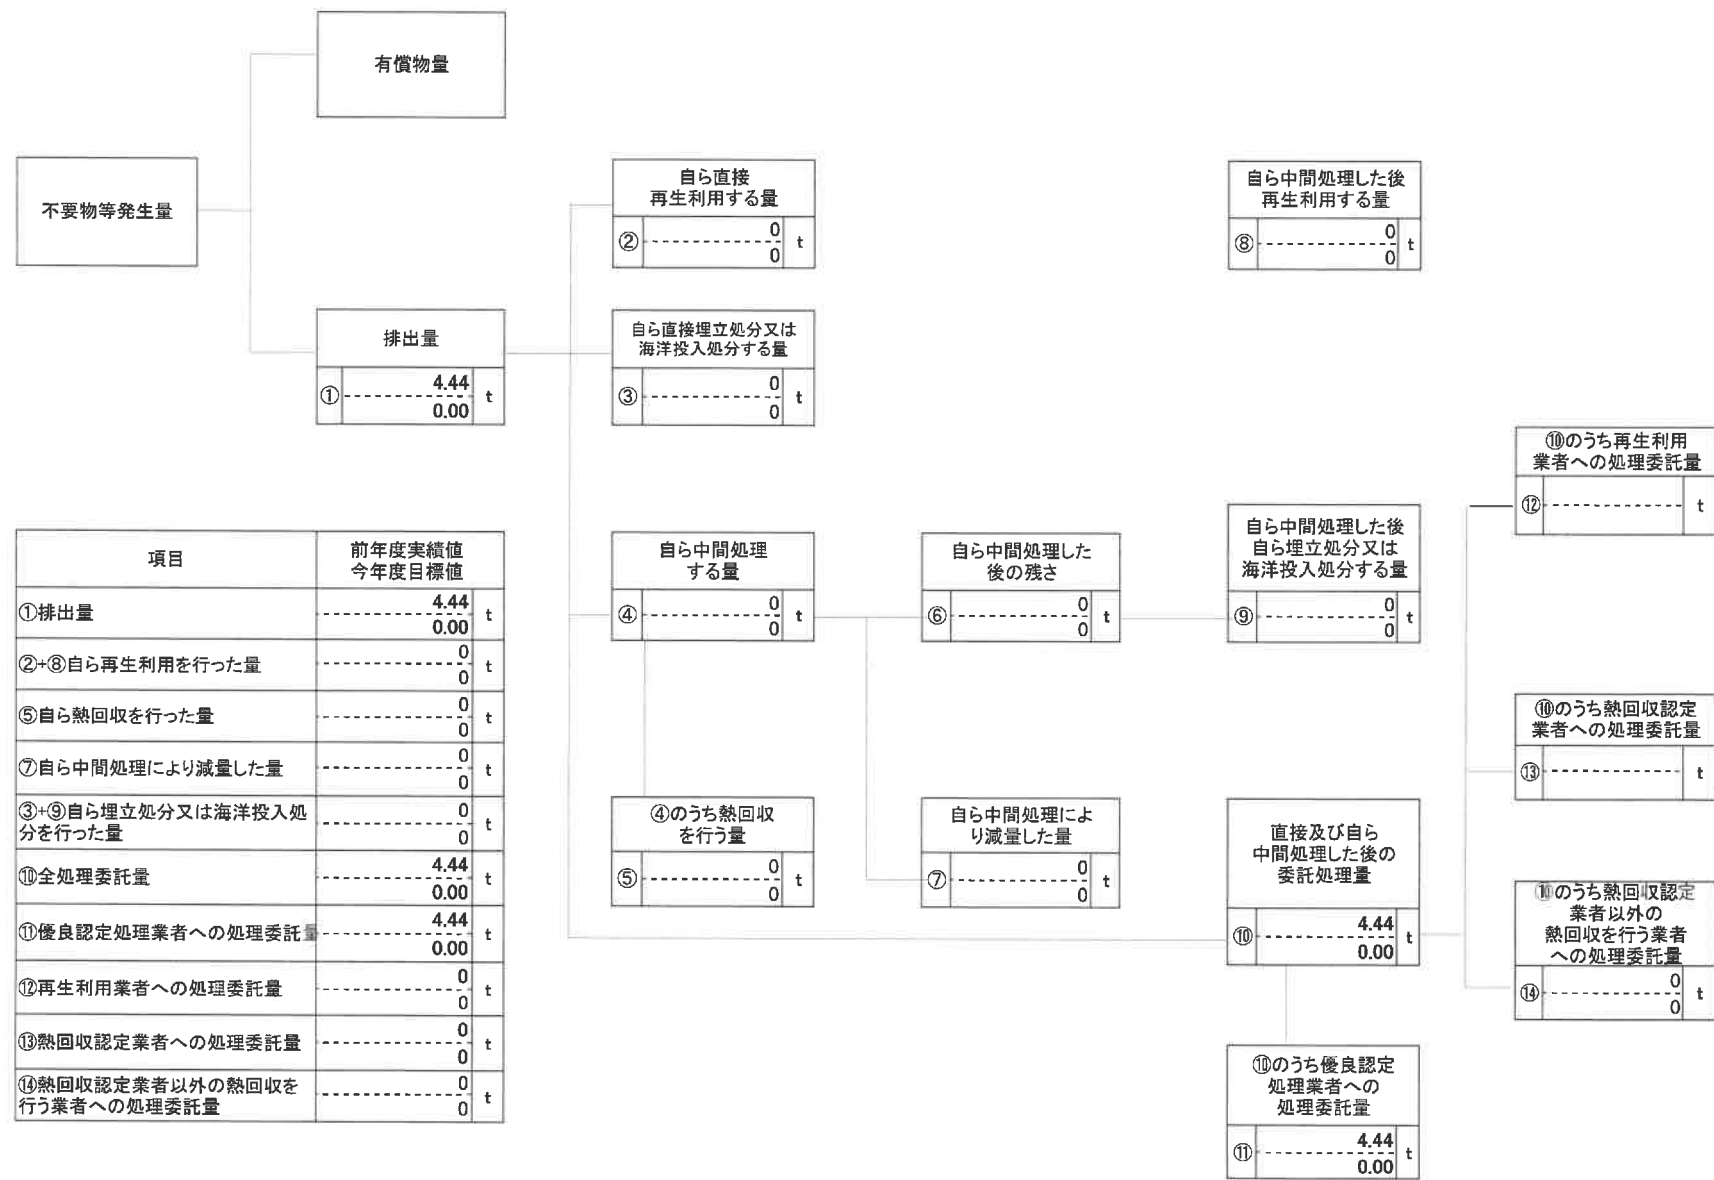 有償物量
不要物等発生量
排出量
①
4.44
0.00
t
自ら直接
再生利用する量
②
0
0
t
自ら直接埋立処分又は
海洋投入処分する量
③
0
0
t
自ら中間処理
する量
④
0
0
t
④のうち熱回収
を行う量
⑤
0
0
t
自ら中間処理した
後の残さ
⑥
0
0
t
自ら中間処理によ
り減量した量
⑦
0
0
t
自ら中間処理した後
再生利用する量
⑧
0
0
t
自ら中間処理した後
自ら埋立処分又は
海洋投入処分する量
⑨
0
0
t
直接及び自ら
中間処理した後の
委託処理量
⑩
4.44
0.00
t
⑩のうち優良認定
処理業者への
処理委託量
⑪
4.44
0.00
t
⑩のうち再生利用
業者への処理委託量
⑫
t
⑩のうち熱回収認定
業者への処理委託量
⑬
t
⑩のうち熱回収認定
業者以外の
熱回収を行う業者
への処理委託量
⑭
0
0
t
項目
前年度実績値
今年度目標値
①排出量
4.44
0.00
t
②+⑧自ら再生利用を行った量
0
0
t
⑤自ら熱回収を行った量
0
0
t
⑦自ら中間処理により減量した量
0
0
t
③+⑨自ら埋立処分又は海洋投入処
分を行った量
0
0
t
⑩全処理委託量
4.44
0.00
t
⑪優良認定処理業者への処理委託量
4.44
0.00
t
⑫再生利用業者への処理委託量
0
0
t
⑬熱回収認定業者への処理委託量
0
0
t
⑭熱回収認定業者以外の熱回収を
行う業者への処理委託量
0
0
t